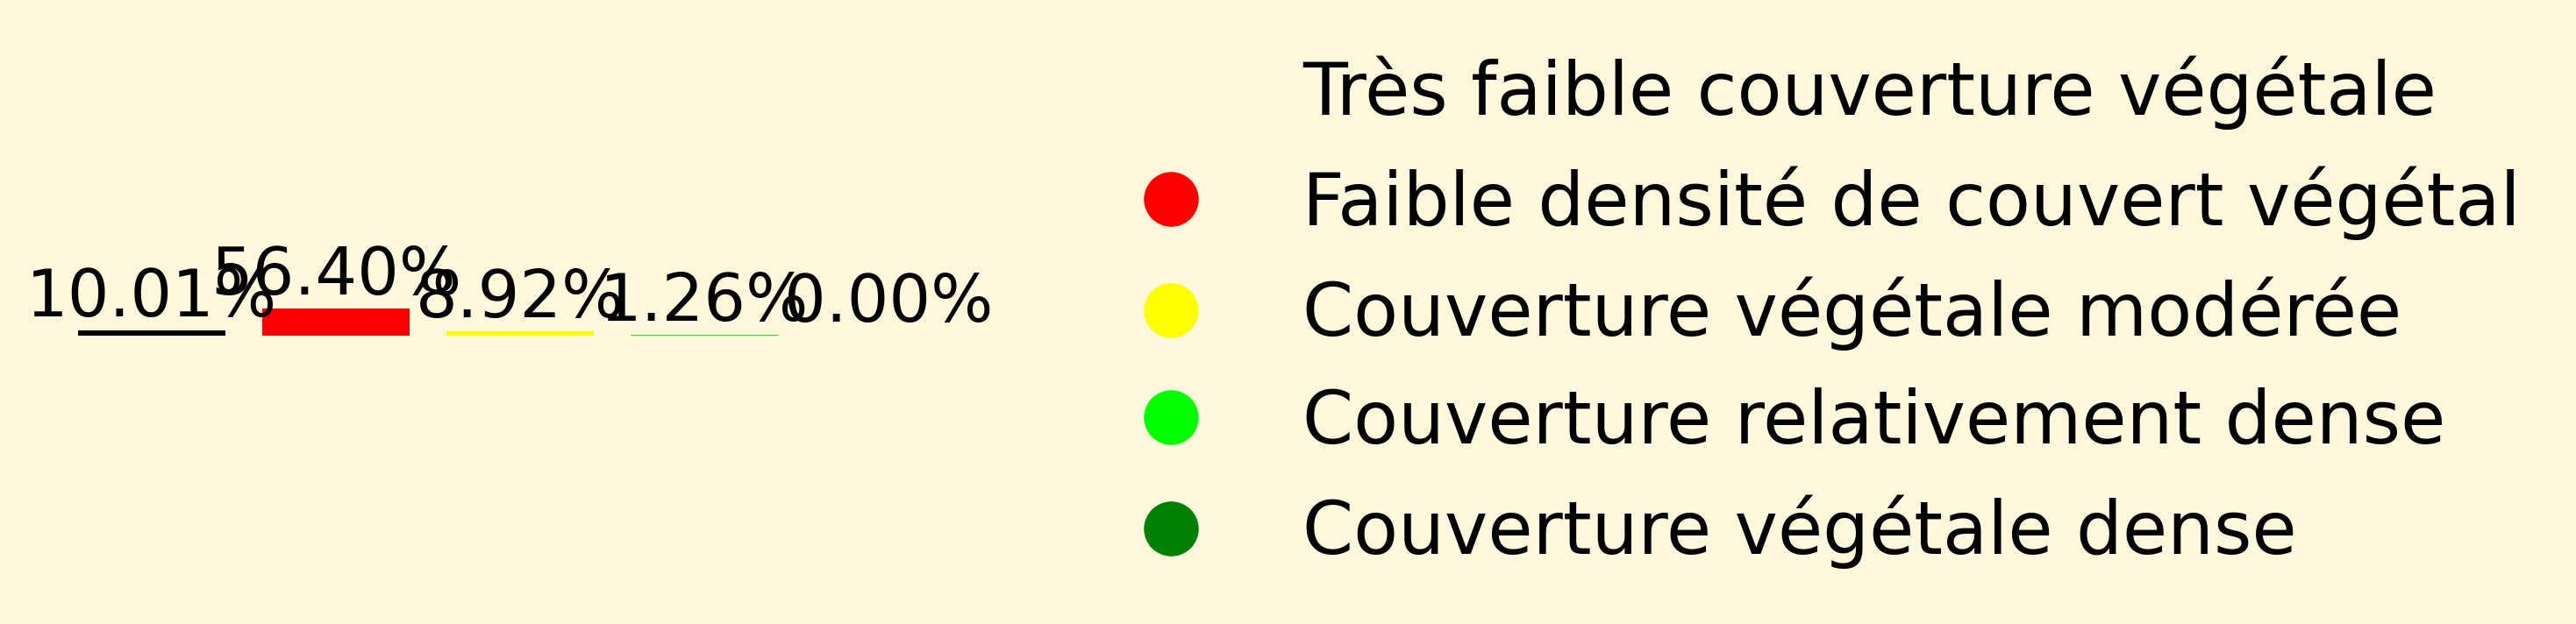 10.01%
56.40%
8.92%
1.26%
0.00%
Très faible couverture végétale
Faible densité de couvert végétal
Couverture végétale modérée
Couverture relativement dense
Couverture végétale dense